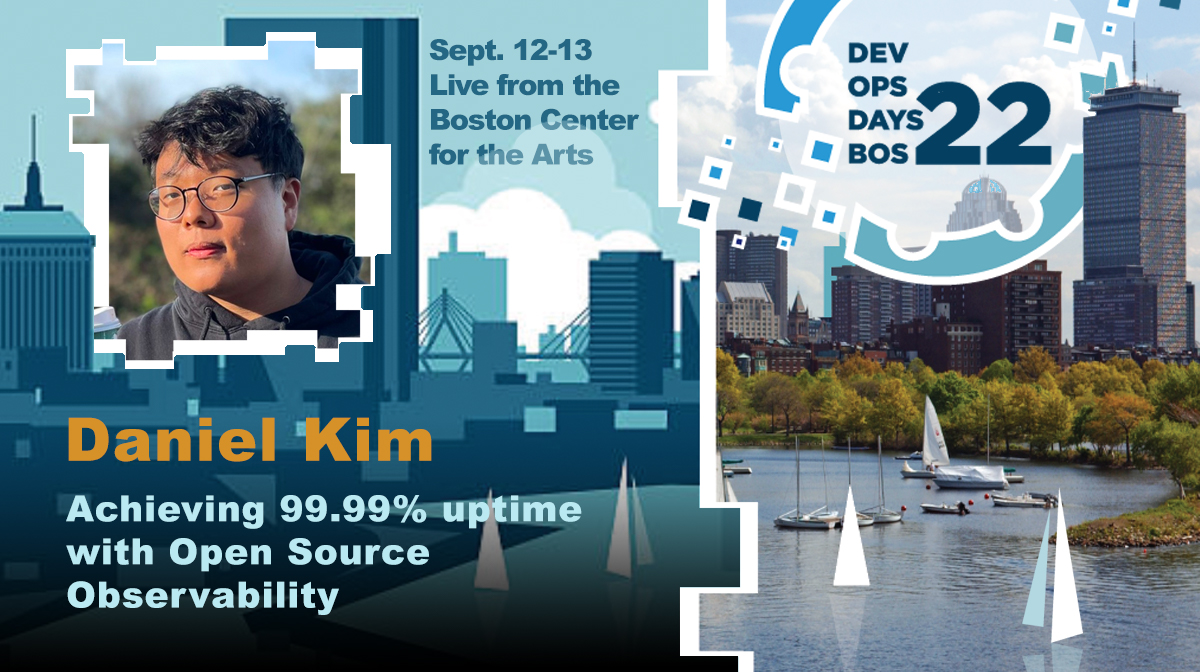 Sept. 12-13
Live from the
Boston Center
for the Arts
DEV
OPS
DAYS
BOS 22
Daniel Kim
Achieving 99.99% uptime
with Open Source
Observability